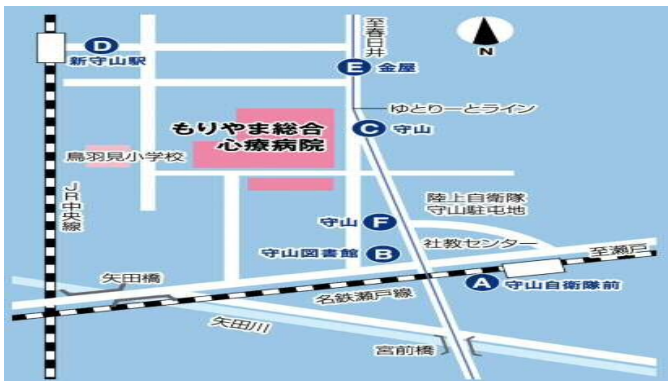 至春日井
N
D
新守山駅
E 金屋
ゆとりーとライン
C 守山
もりやま総合
心療病院
鳥羽見小学校
JR中央線
陸上自衛隊
守山駐屯地
守山 F
社教センター
至瀬戸
守山図書館 B
矢田橋
A 守山自衛隊前
名鉄瀬戸線
矢田川
宮前橋